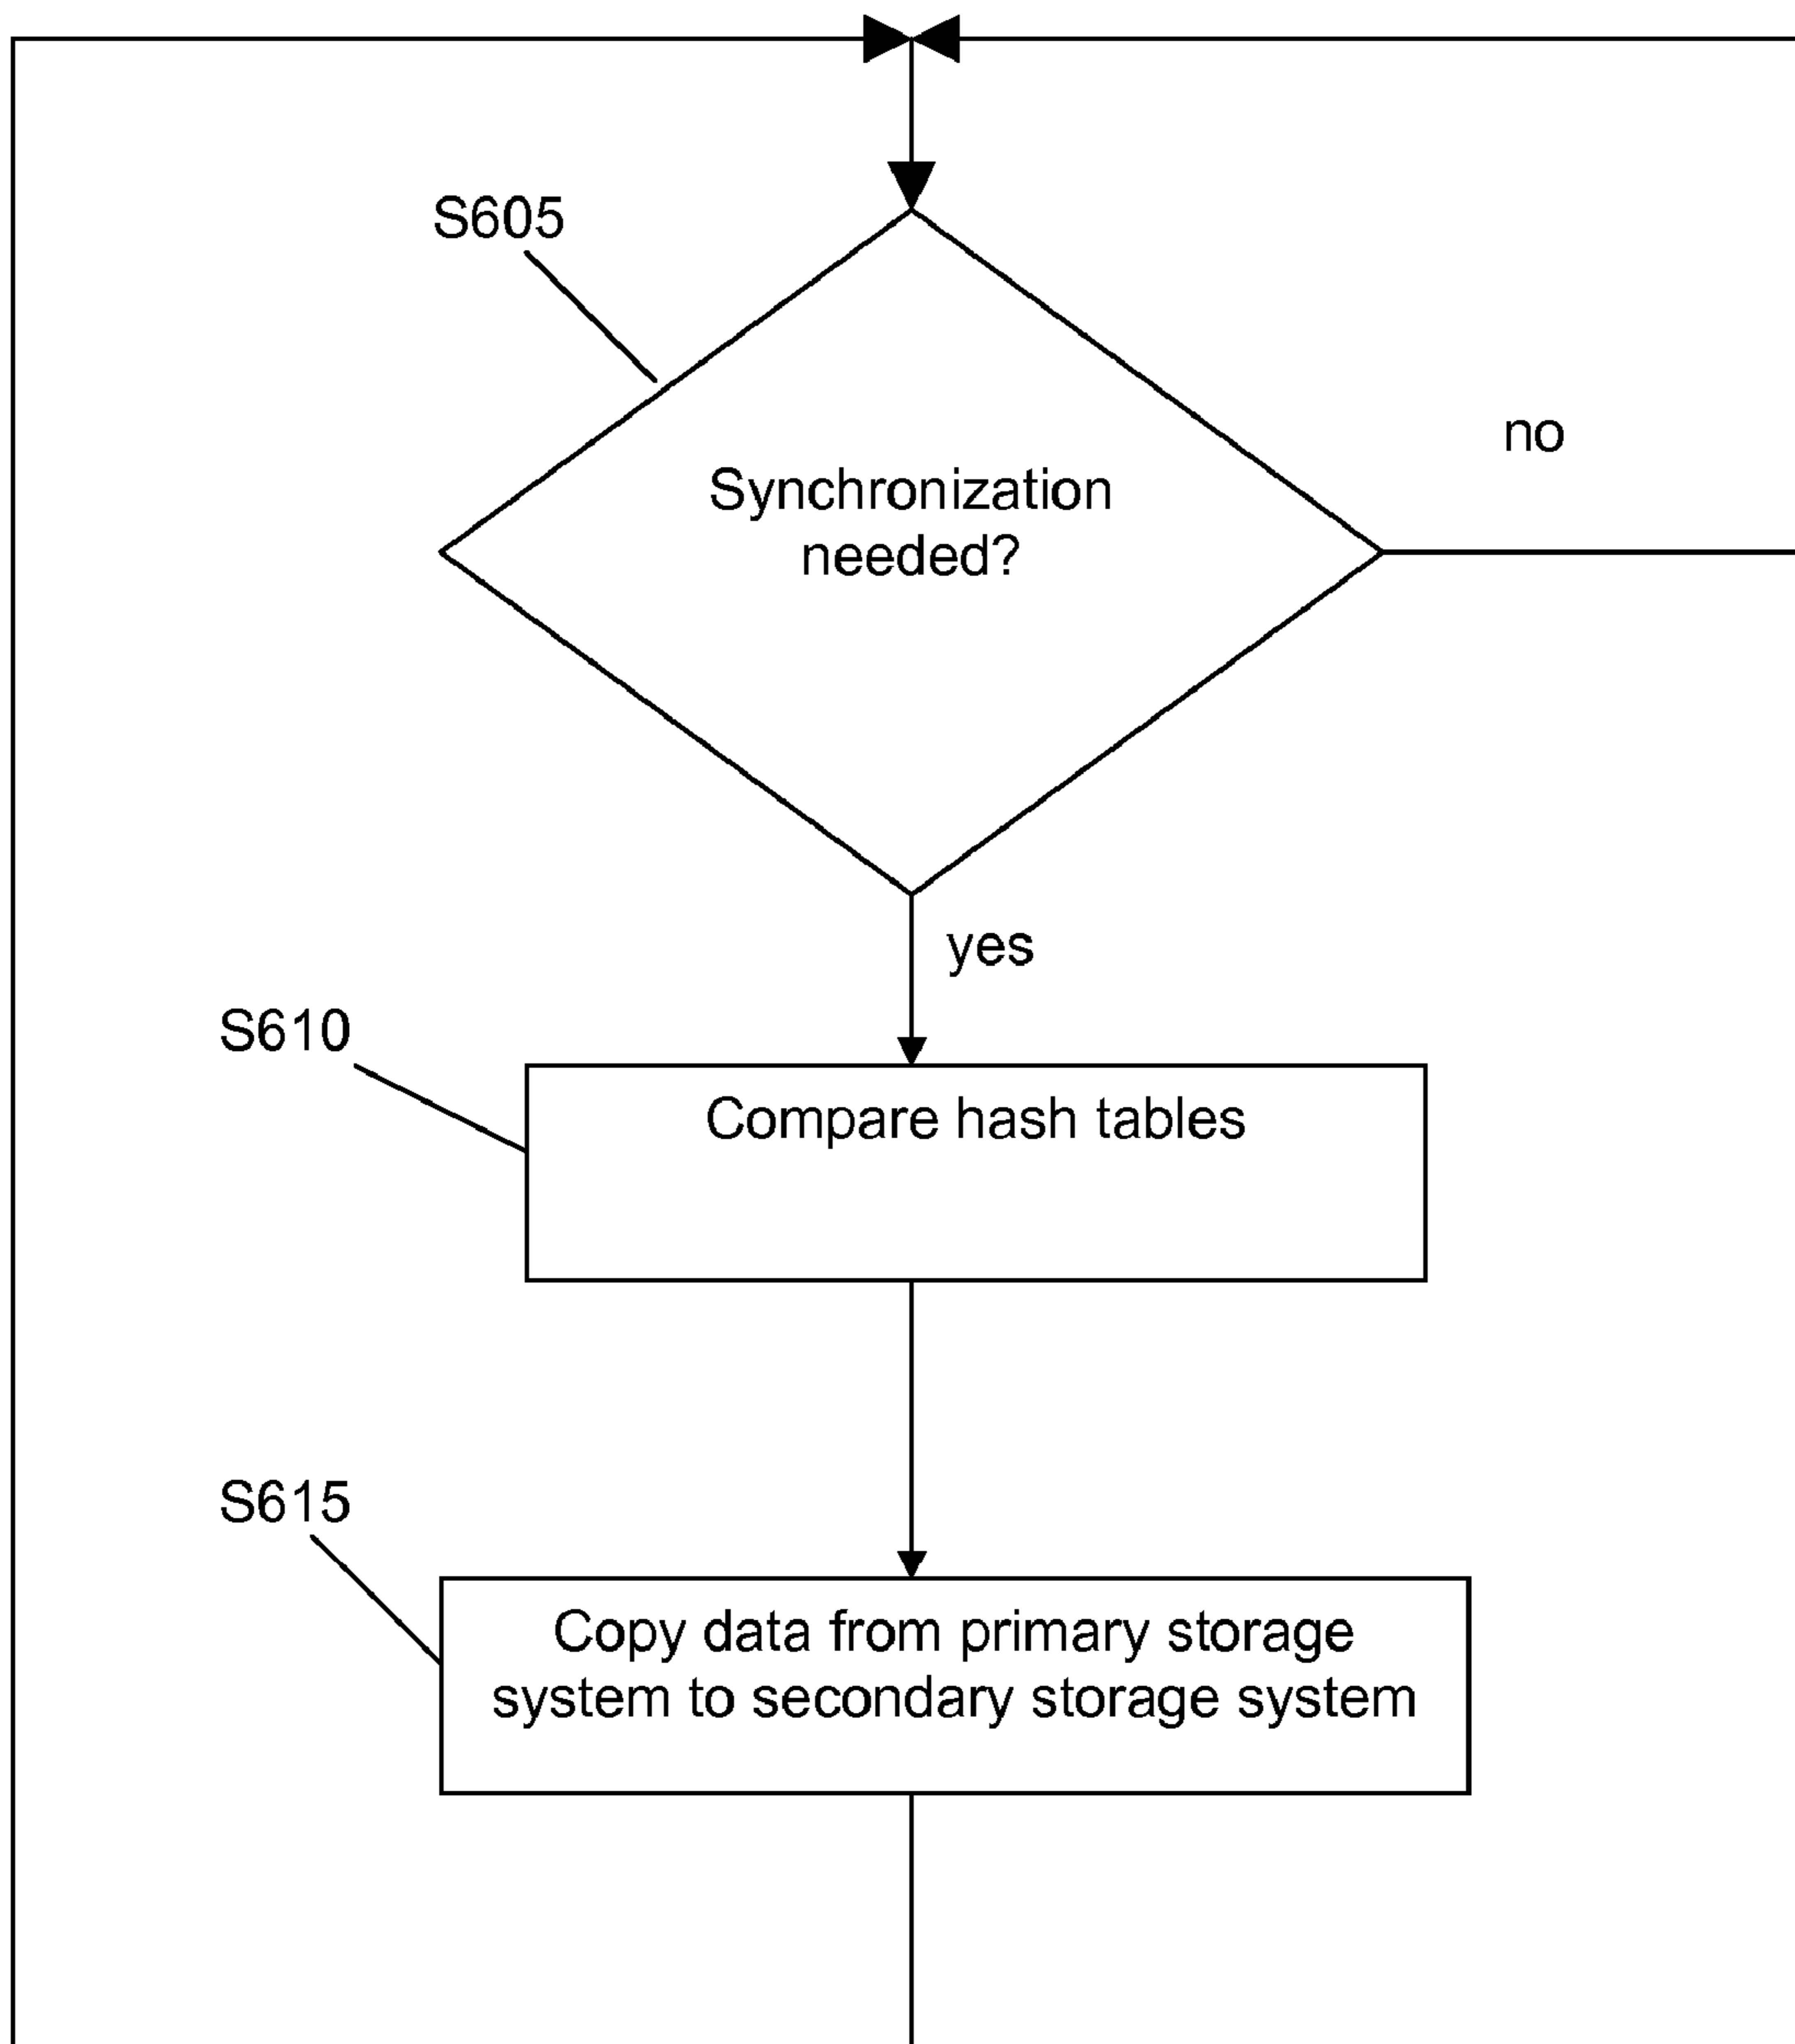 S605
no
Synchronization
needed?
yes
S610
Compare hash tables
S615
Copy data from primary storage
system to secondary storage system